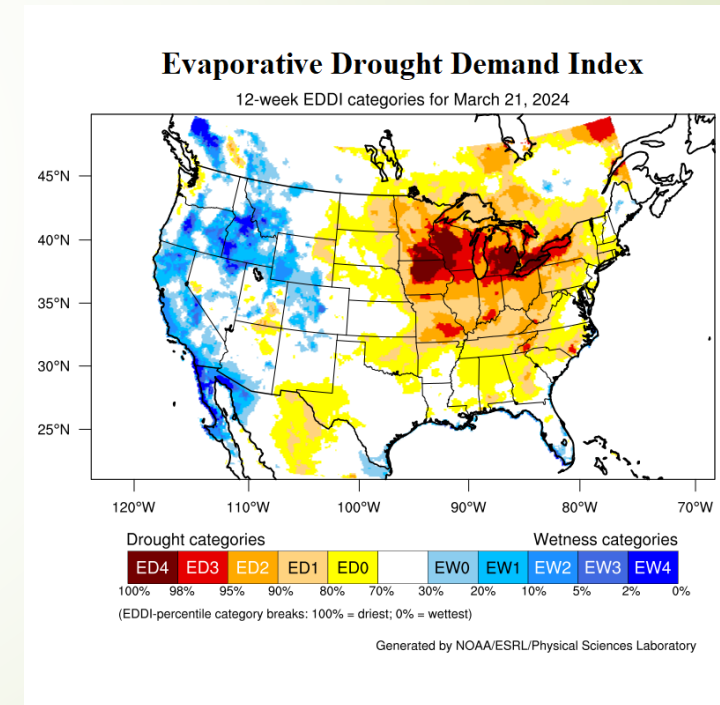 Evaporative Drought Demand Index
12-week EDDI categories for March 21, 2024
45°N
40°N
35°N
30°N
25°N
120°W 110°W 100°W 90°W 80°W 70°W
Drought categories Wetness categories
ED4 ED3 ED2 ED1 ED0 EW0 EW1 EW2 EW3 EW4
100% 98% 95% 90% 80% 70% 30% 20% 10% 5% 2% 0%
(EDDI-percentile category breaks: 100% = driest; 0% = wettest)
Generated by NOAA/ESRL/Physical Sciences Laboratory